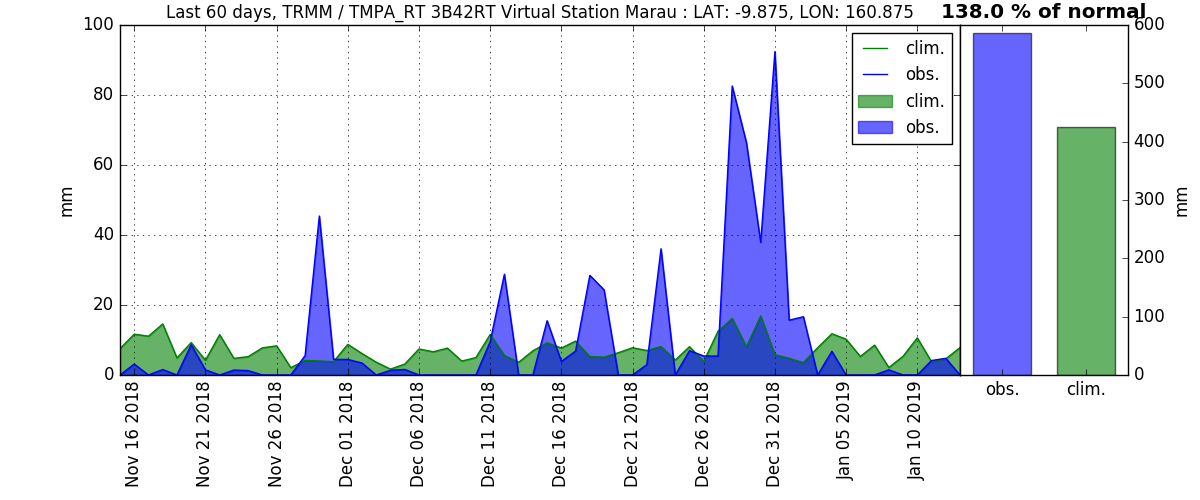 Last 60 days, TRMM / TMPA_RT 3B42RT Virtual Station Marau : LAT: -9.875, LON: 160.875
138.0 % of normal
mm
100
80
60
40
20
0
clim.
obs.
clim.
obs.
600
500
400
300
200
100
0
mm
Nov 16 2018
Nov 21 2018
Nov 26 2018
Dec 01 2018
Dec 06 2018
Dec 11 2018
Dec 16 2018
Dec 21 2018
Dec 26 2018
Dec 31 2018
Jan 05 2019
Jan 10 2019
obs.
clim.